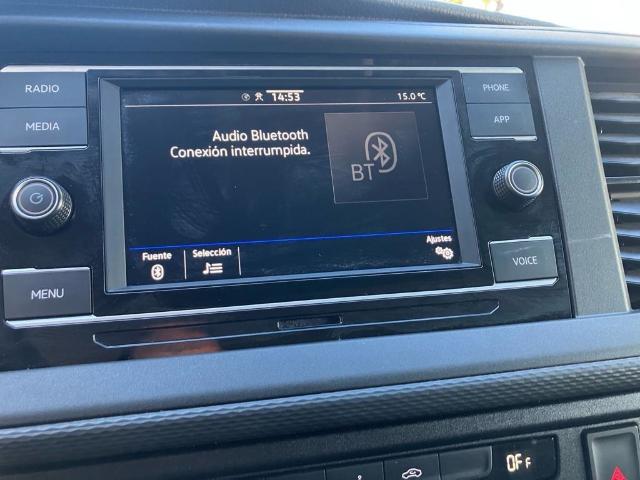 RADIO
MEDIA
MENU
14:53
15.0 °C
Audio Bluetooth
Conexión interrumpida.
BT
Fuente
Selección
Ajustes
PHONE
APP
VOICE
OFF